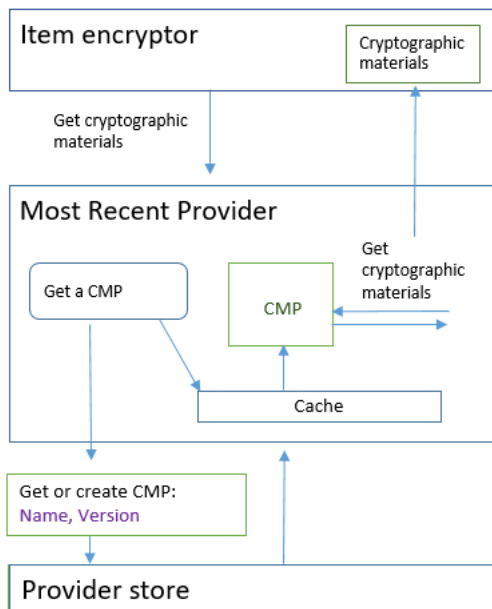 Item encryptor
Cryptographic
materials
Get cryptographic
materials
Most Recent Provider
Get
cryptographic
materials
Get a CMP
CMP
Cache
Get or create CMP:
Name, Version
Provider store